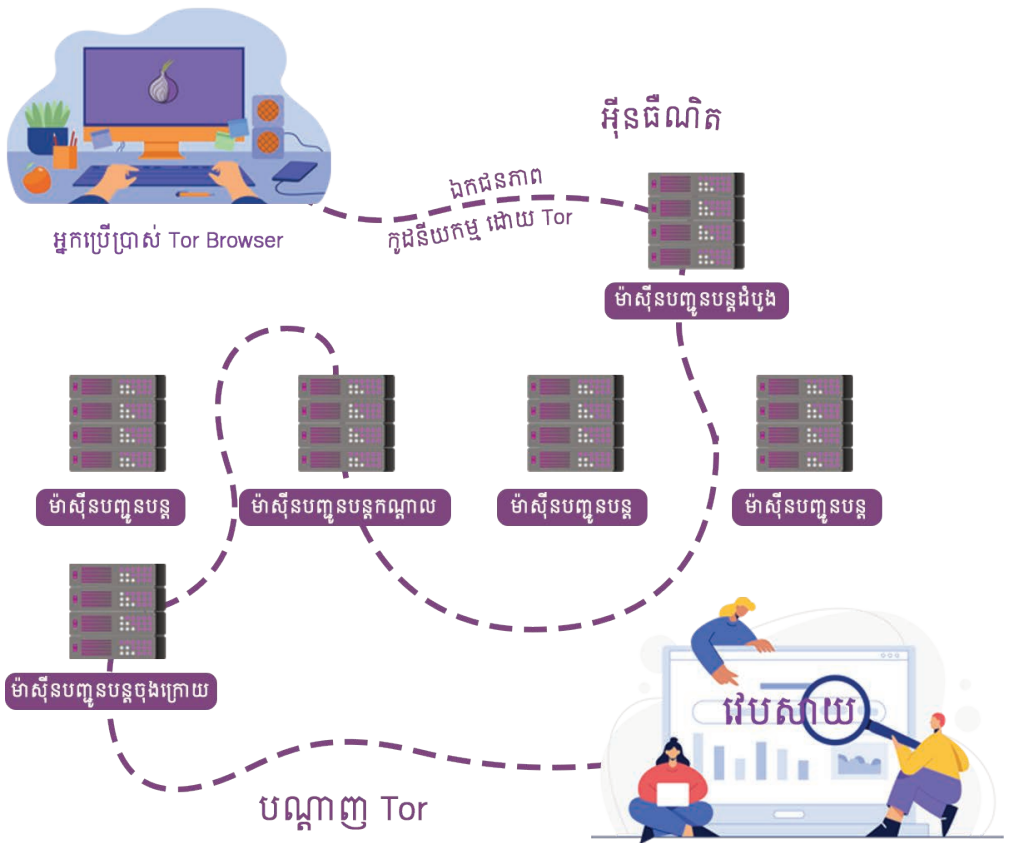 អ៊ីនធឺណិត
ឯកជនភាព
កូដនីយកម្ម ដោយ Tor
អ្នកប្រើប្រាស់ Tor Browser
ម៉ាស៊ីនបញ្ជូនបន្តដំបូង
ម៉ាស៊ីនបញ្ជូនបន្ត
ម៉ាស៊ីនបញ្ជូនបន្តកណ្តាល
ម៉ាស៊ីនបញ្ជូនបន្ត
ម៉ាស៊ីនបញ្ជូនបន្ត
ម៉ាស៊ីនបញ្ជូនបន្តចុងក្រោយ
វេបសាយ
បណ្តាញ Tor